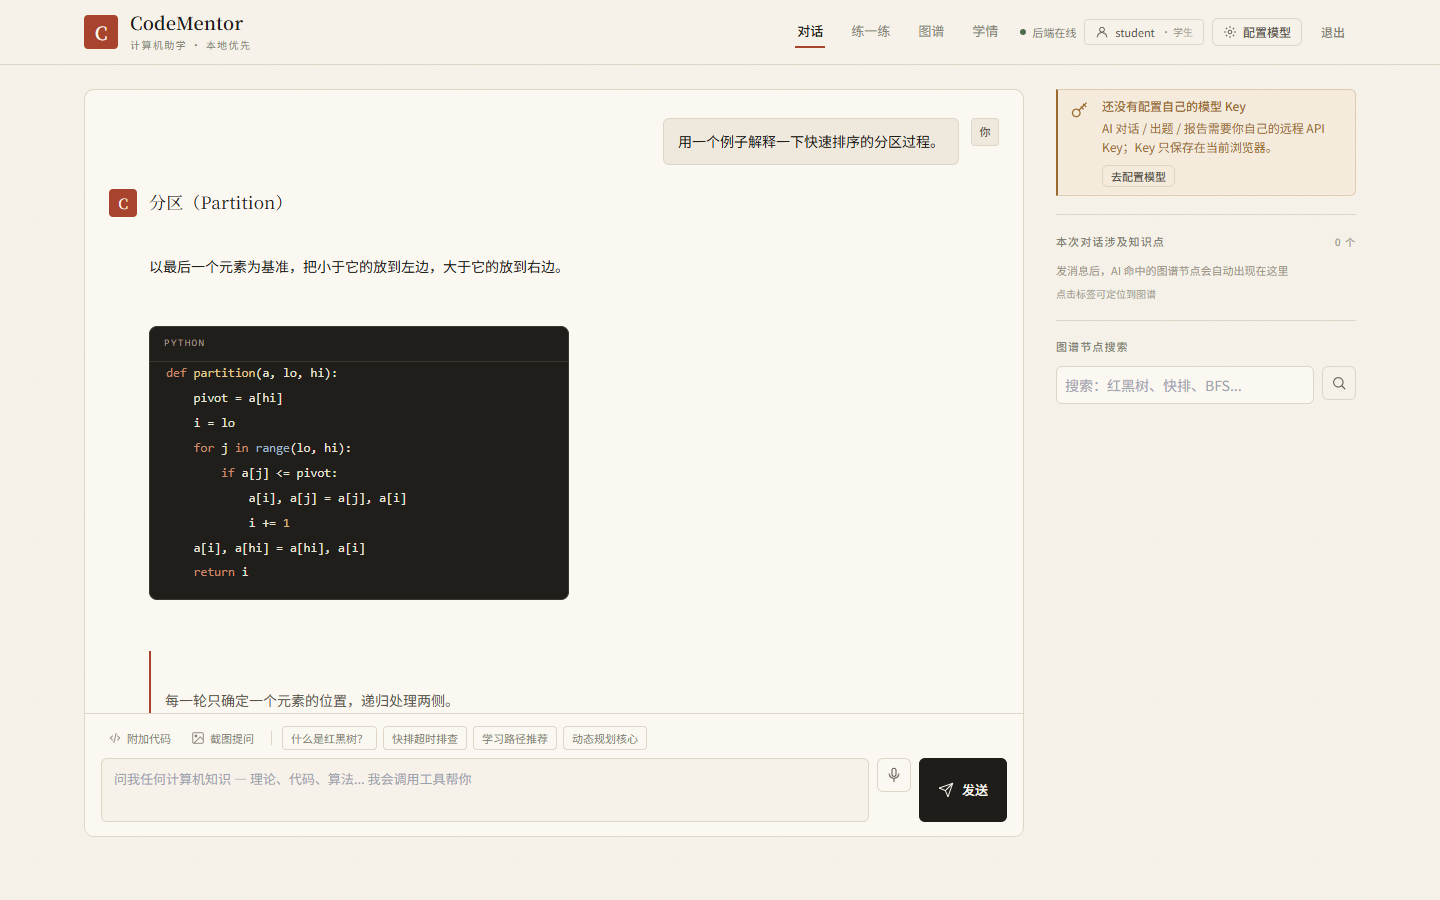 C
CodeMentor
计算机助学 · 本地优先
对话
练一练
图谱
学情
后端在线
student · 学生
配置模型
退出
用一个例子解释一下快速排序的分区过程。
你
C
分区（Partition）
以最后一个元素为基准，把小于它的放到左边，大于它的放到右边。
PYTHON
def partition(a, lo, hi):
    pivot = a[hi]
    i = lo
    for j in range(lo, hi):
        if a[j] <= pivot:
            a[i], a[j] = a[j], a[i]
            i += 1
    a[i], a[hi] = a[hi], a[i]
    return i
每一轮只确定一个元素的位置，递归处理两侧。
附加代码
截图提问
什么是红黑树？
快排超时排查
学习路径推荐
动态规划核心
问我任何计算机知识 — 理论、代码、算法... 我会调用工具帮你
发送
还没有配置自己的模型 Key
AI 对话 / 出题 / 报告需要你自己的远程 API
Key；Key 只保存在当前浏览器。
去配置模型
本次对话涉及知识点
0 个
发消息后，AI 命中的图谱节点会自动出现在这里
点击标签可定位到图谱
图谱节点搜索
搜索：红黑树、快排、BFS...